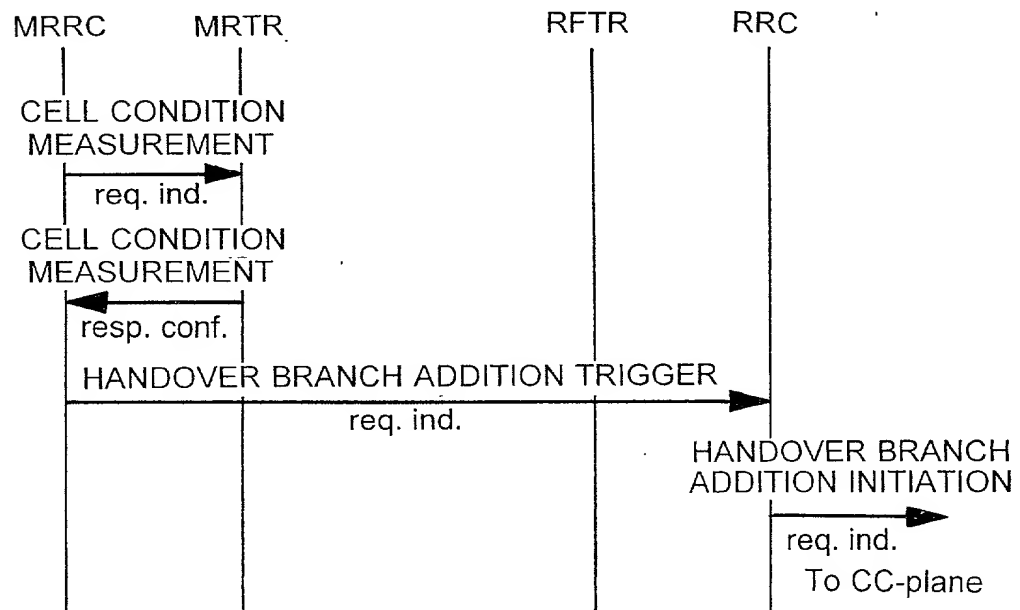 MRRC MRTR RFTR RRC
CELL CONDITION
MEASUREMENT
req. ind.
CELL CONDITION
MEASUREMENT
resp. conf.
HANDOVER BRANCH ADDITION TRIGGER
req. ind.
HANDOVER BRANCH
ADDITION INITIATION
req. ind.
To CC-plane